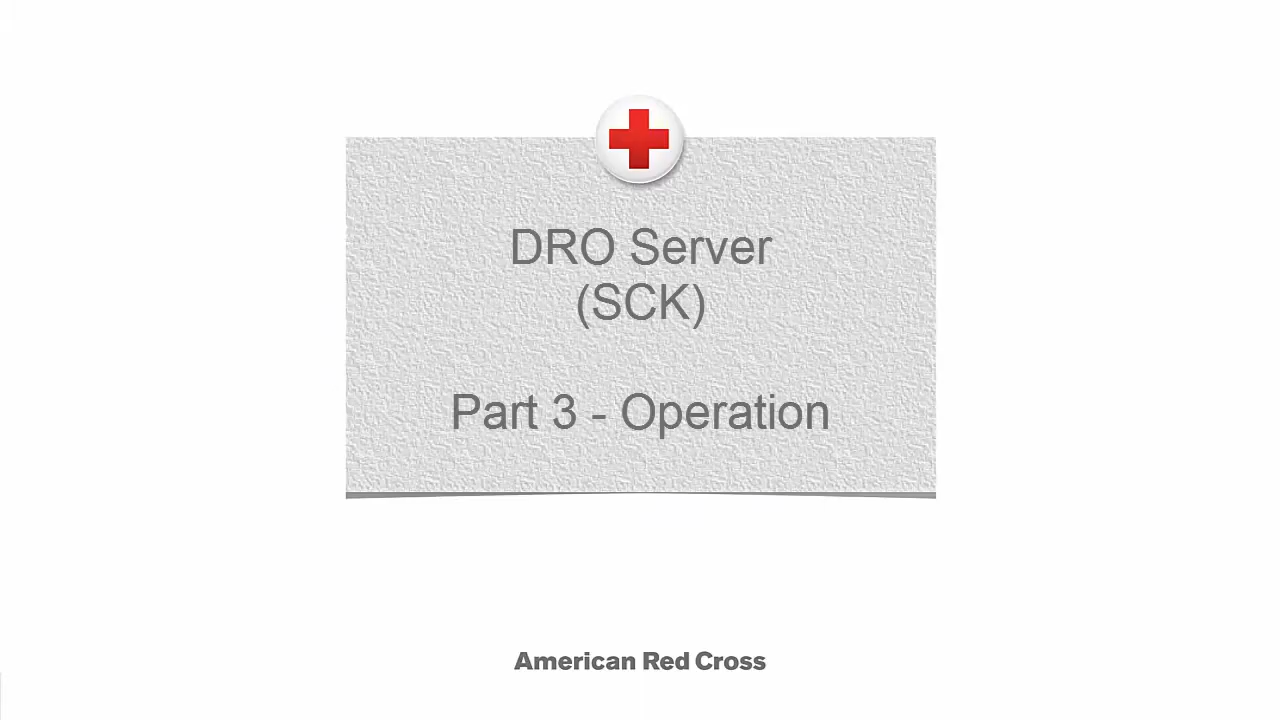 DRO Server
(SCK)
Part 3 - Operation
American Red Cross